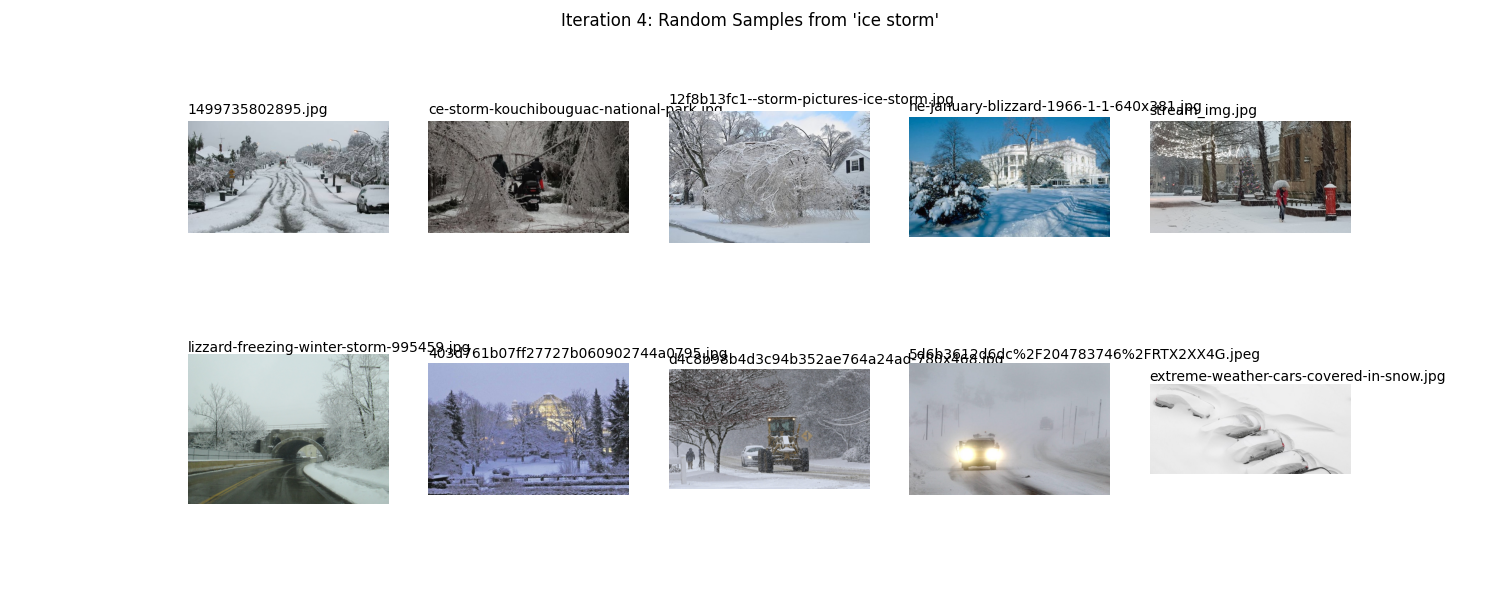 Iteration 4: Random Samples from 'ice storm'
1499735802895.jpg
ce-storm-kouchibouguac-national-park.jpg
12f8b13fc1--storm-pictures-ice-storm.jpg
he-january-blizzard-1966-1-1-640x381.jpg
stream_img.jpg
lizzard-freezing-winter-storm-995459.jpg
403d761b07ff27727b060902744a0795.jpg
d4c8b98b4d3c94b352ae764a24ad-780x468.jpg
5d6b3612d6dc%2F204783746%2FRTX2XX4G.jpeg
extreme-weather-cars-covered-in-snow.jpg